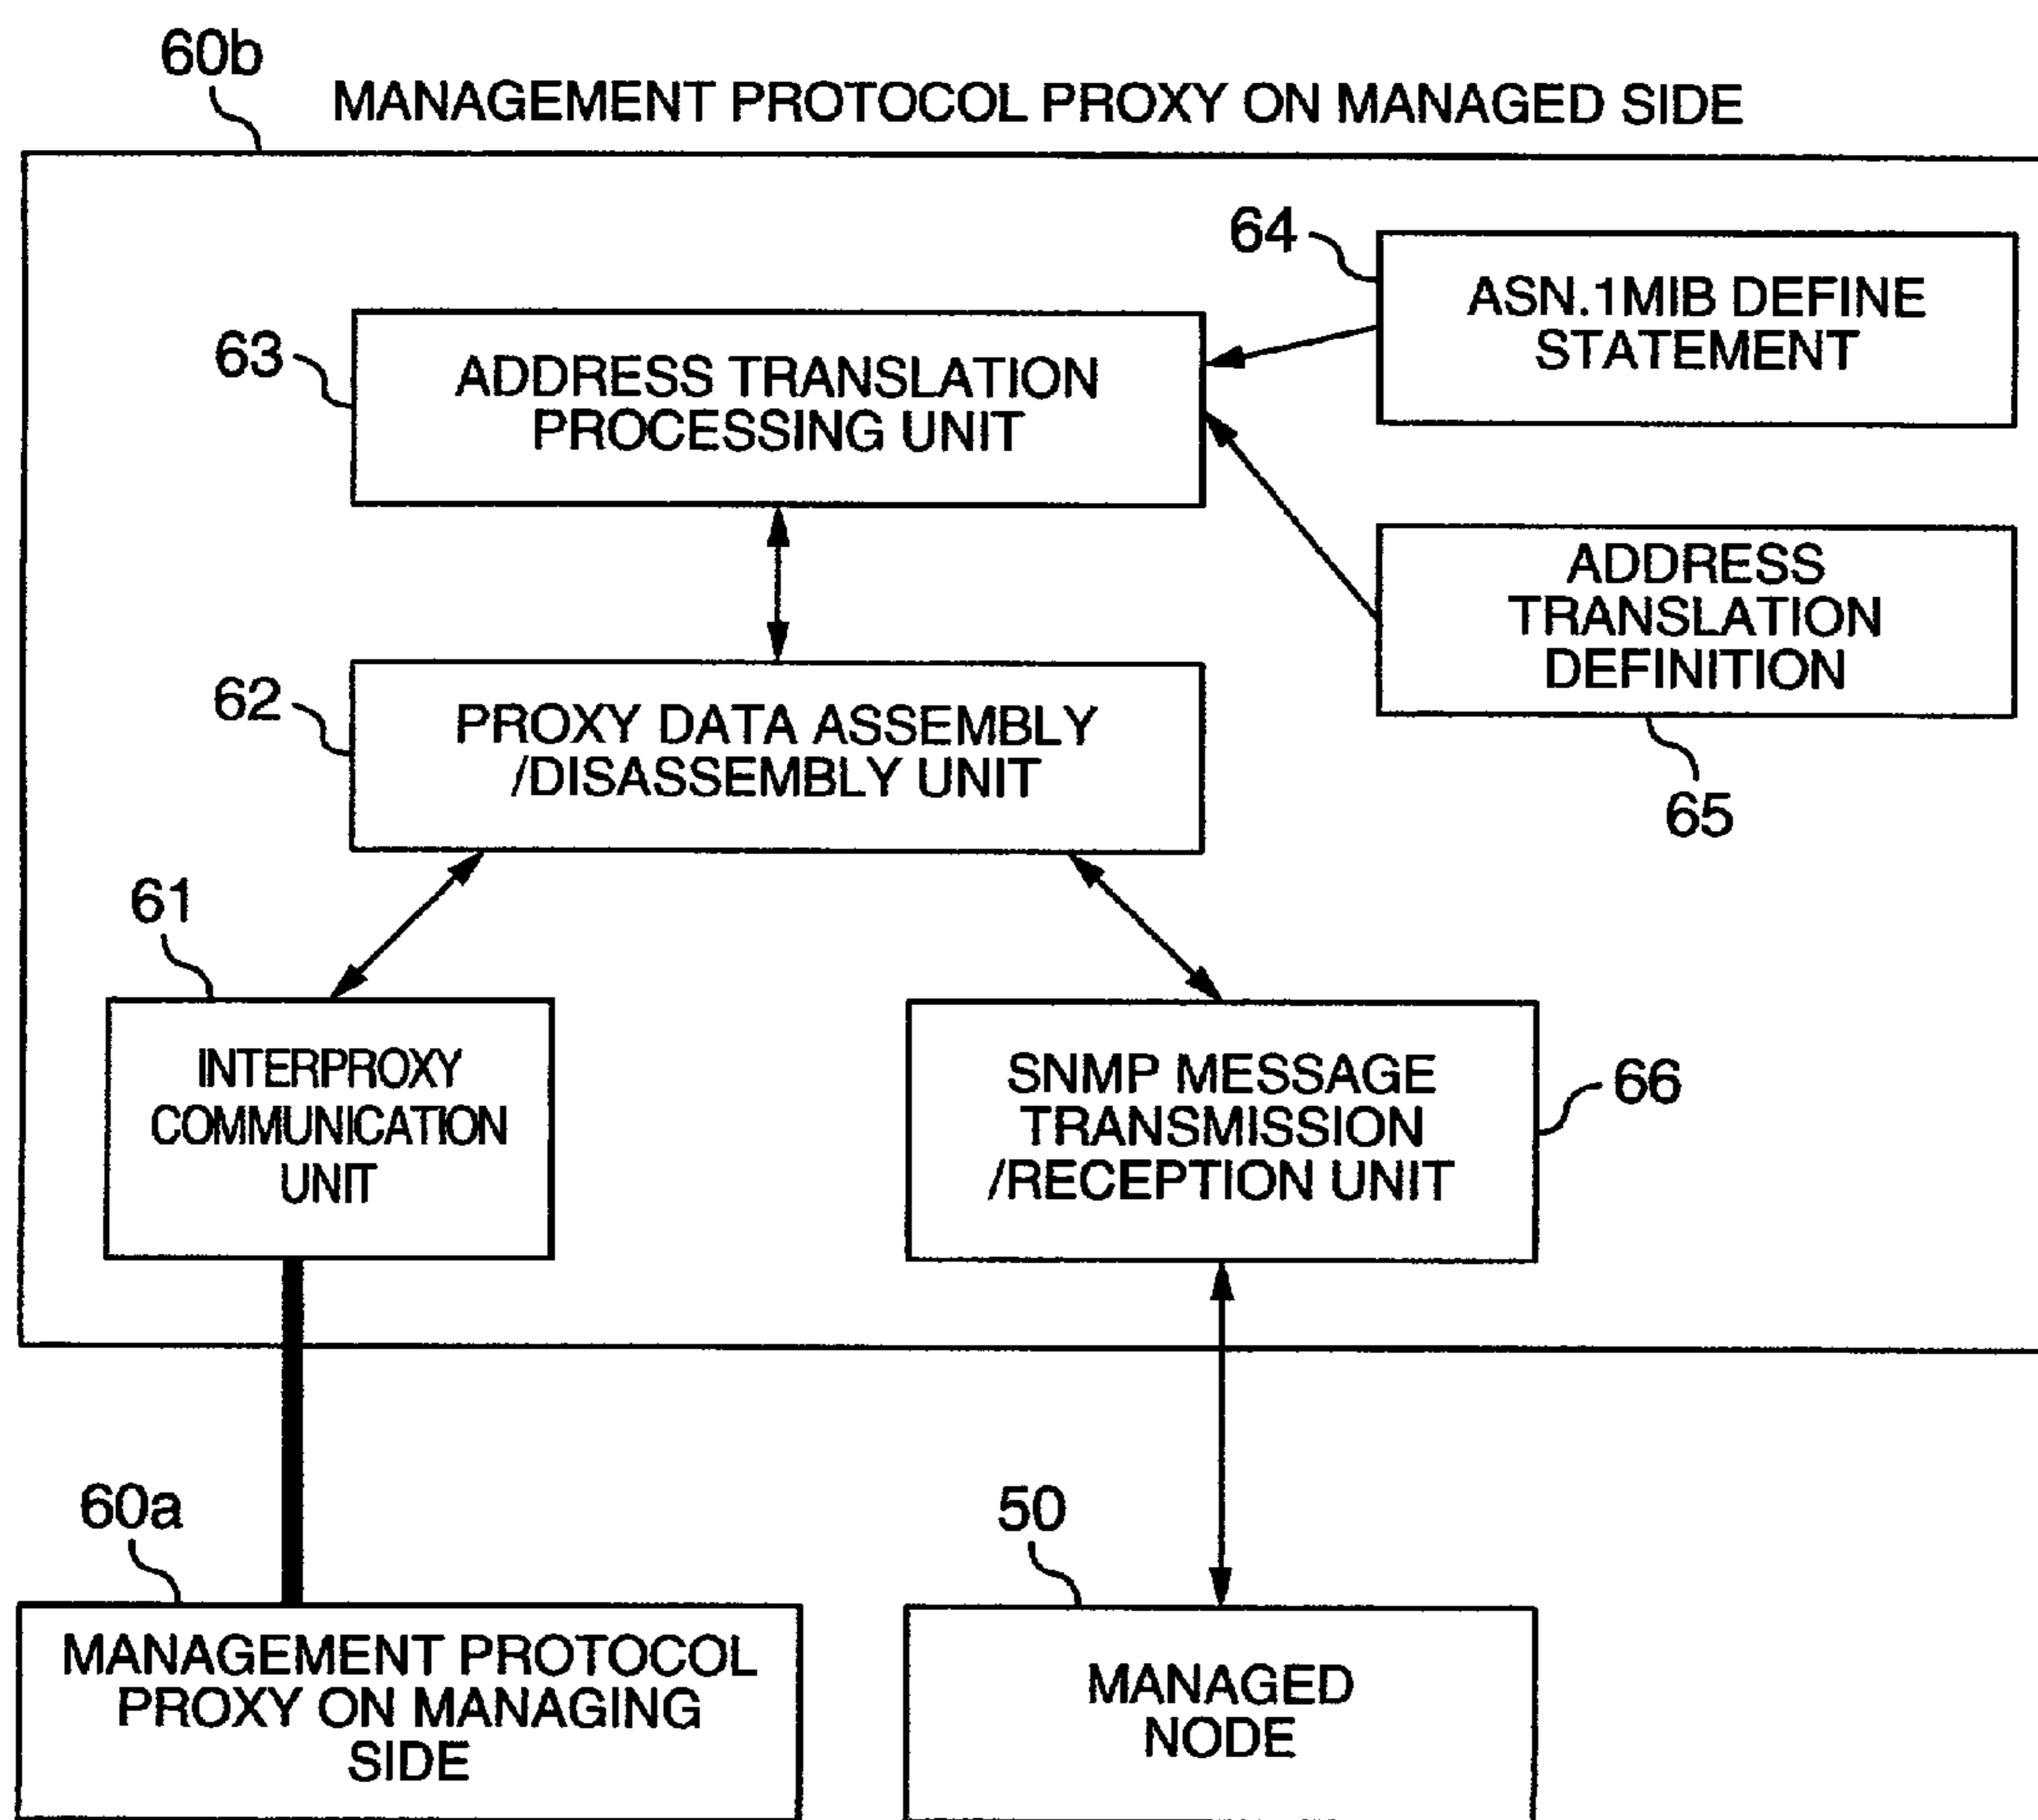 60b
MANAGEMENT PROTOCOL PROXY ON MANAGED SIDE
64
ASN.1MIB DEFINE
STATEMENT
63
ADDRESS TRANSLATION
PROCESSING UNIT
ADDRESS
TRANSLATION
DEFINITION
65
62
PROXY DATA ASSEMBLY
/DISASSEMBLY UNIT
61
INTERPROXY
COMMUNICATION
UNIT
SNMP MESSAGE
TRANSMISSION
/RECEPTION UNIT
66
60a
MANAGEMENT PROTOCOL
PROXY ON MANAGING
SIDE
50
MANAGED
NODE